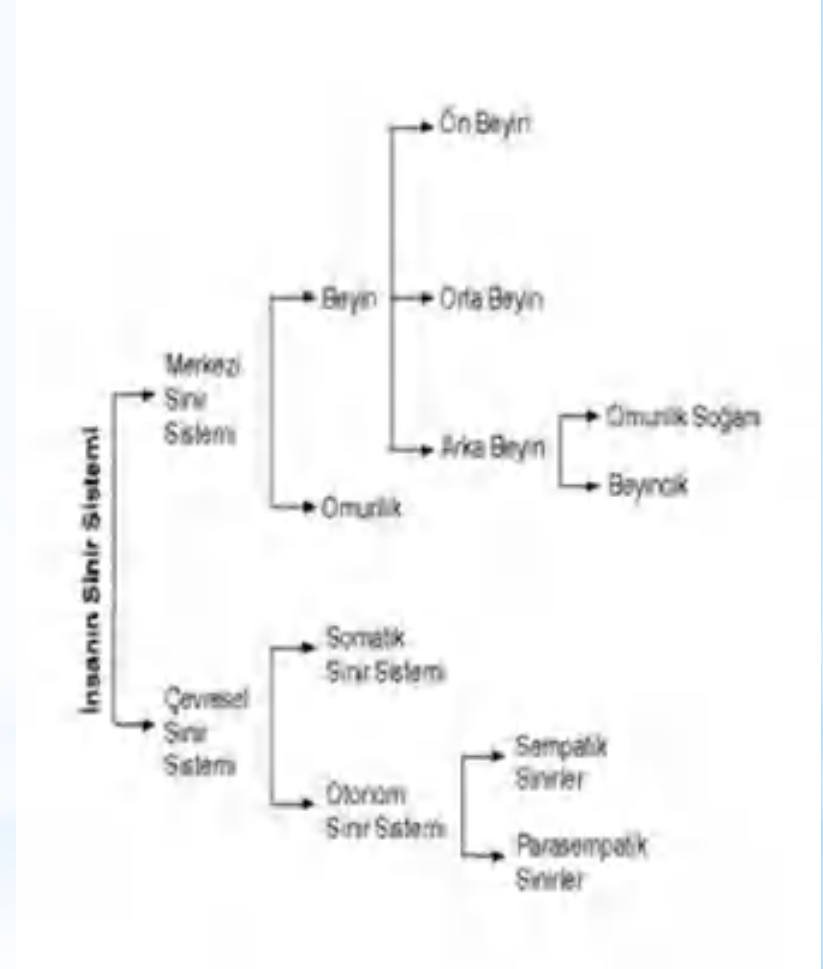 Ön Beyin
Beyin
Orta Beyin
Merkezi
Sinir
Sistemi
Omurilik Soğanı
Arka Beyin
Beyincik
Omurilik
İnsanın Sinir Sistemi
Somatik
Sinir Sistemi
Çevresel
Sinir
Sistemi
Sempatik
Sinirler
Otonom
Sinir Sistemi
Parasempatik
Sinirler